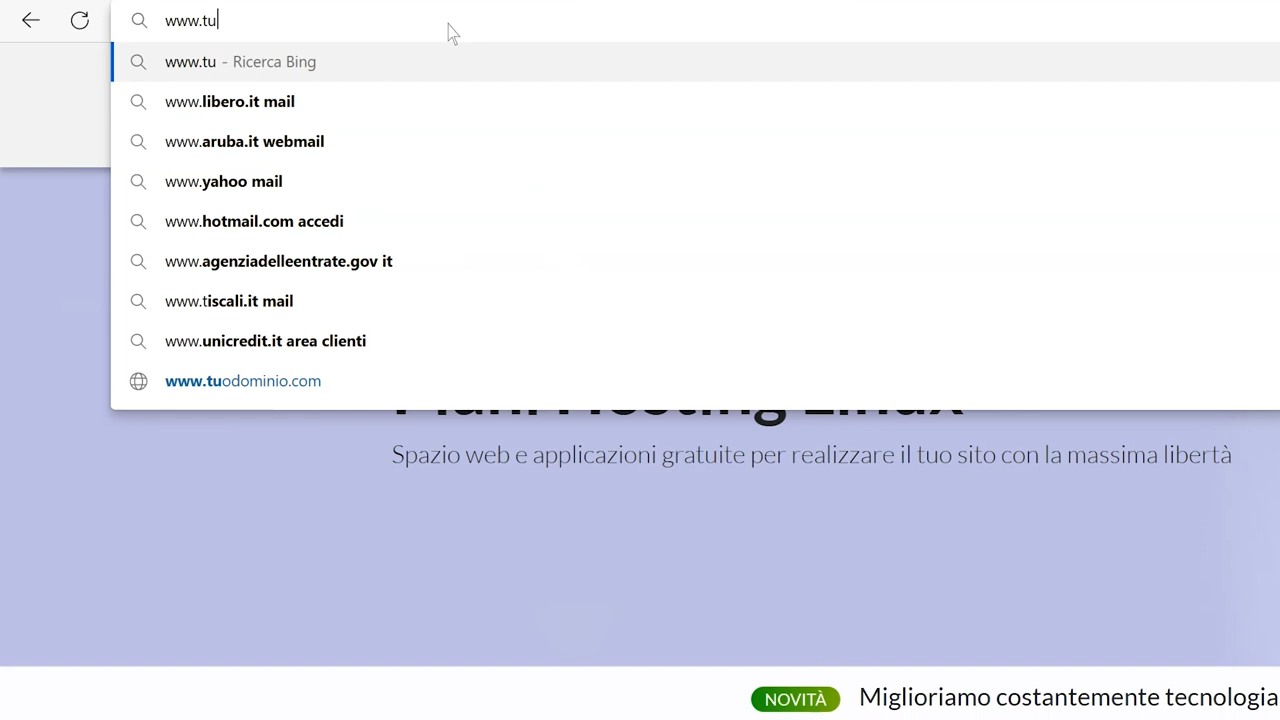 www.tu
www.tu - Ricerca Bing
www.libero.it mail
www.aruba.it webmail
www.yahoo mail
www.hotmail.com accedi
www.agenziadelleentrate.gov it
www.tiscali.it mail
www.unicredit.it area clienti
www.tuodominio.com
Hosting Linux
Spazio web e applicazioni gratuite per realizzare il tuo sito con la massima libertà
NOVITÀ Miglioriamo costantemente tecnologia